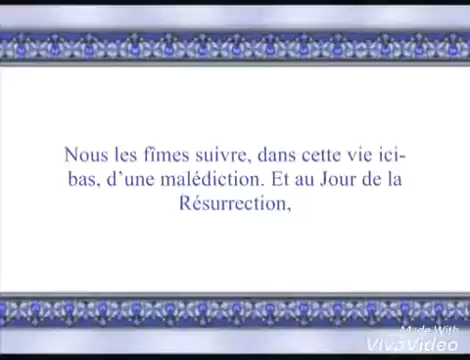 Nous les fîmes suivre, dans cette vie ici-
bas, d’une malédiction. Et au Jour de la
Résurrection,
Made With
VivaVideo